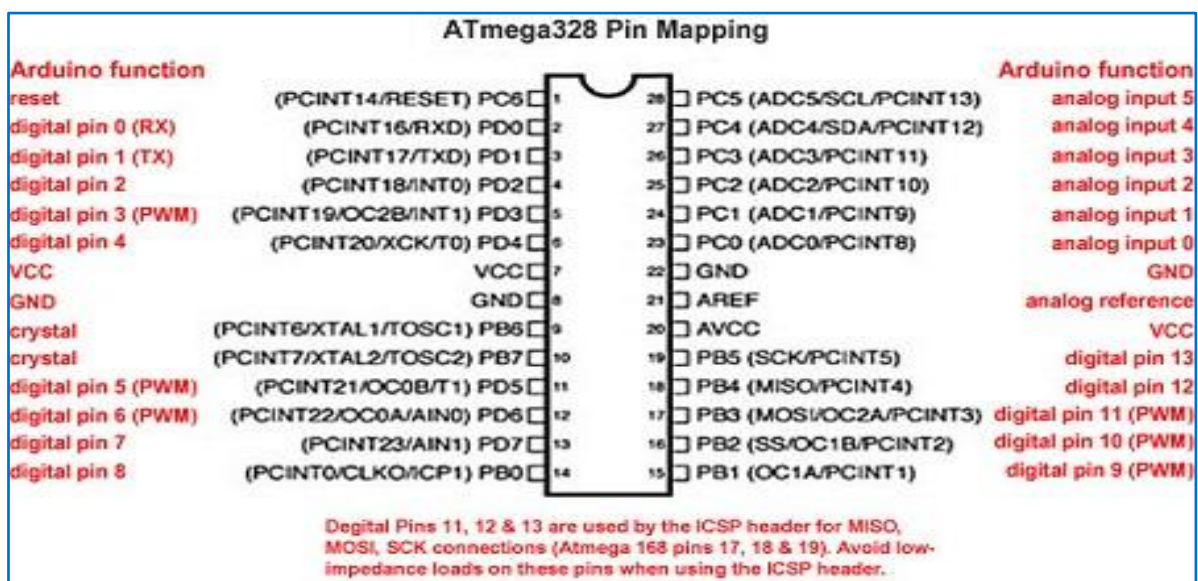 ATmega328 Pin Mapping
Arduino function Arduino function
reset (PCINT14/RESET) PC6 1 28 PC5 (ADC5/SCL/PCINT13) analog input 5
digital pin 0 (RX) (PCINT16/RXD) PD0 2 27 PC4 (ADC4/SDA/PCINT12) analog input 4
digital pin 1 (TX) (PCINT17/TXD) PD1 3 26 PC3 (ADC3/PCINT11) analog input 3
digital pin 2 (PCINT18/INT0) PD2 4 25 PC2 (ADC2/PCINT10) analog input 2
digital pin 3 (PWM) (PCINT19/OC2B/INT1) PD3 5 24 PC1 (ADC1/PCINT9) analog input 1
digital pin 4 (PCINT20/XCK/T0) PD4 6 23 PC0 (ADC0/PCINT8) analog input 0
VCC VCC 7 22 GND GND
GND GND 8 21 AREF analog reference
crystal (PCINT6/XTAL1/TOSC1) PB6 9 20 AVCC VCC
crystal (PCINT7/XTAL2/TOSC2) PB7 10 19 PB5 (SCK/PCINT5) digital pin 13
digital pin 5 (PWM) (PCINT21/OC0B/T1) PD5 11 18 PB4 (MISO/PCINT4) digital pin 12
digital pin 6 (PWM) (PCINT22/OC0A/AIN0) PD6 12 17 PB3 (MOSI/OC2A/PCINT3) digital pin 11 (PWM)
digital pin 7 (PCINT23/AIN1) PD7 13 16 PB2 (SS/OC1B/PCINT2) digital pin 10 (PWM)
digital pin 8 (PCINT0/CLKO/ICP1) PB0 14 15 PB1 (OC1A/PCINT1) digital pin 9 (PWM)
Degital Pins 11, 12 & 13 are used by the ICSP header for MISO,
MOSI, SCK connections (Atmega 168 pins 17, 18 & 19). Avoid low-
impedance loads on these pins when using the ICSP header.